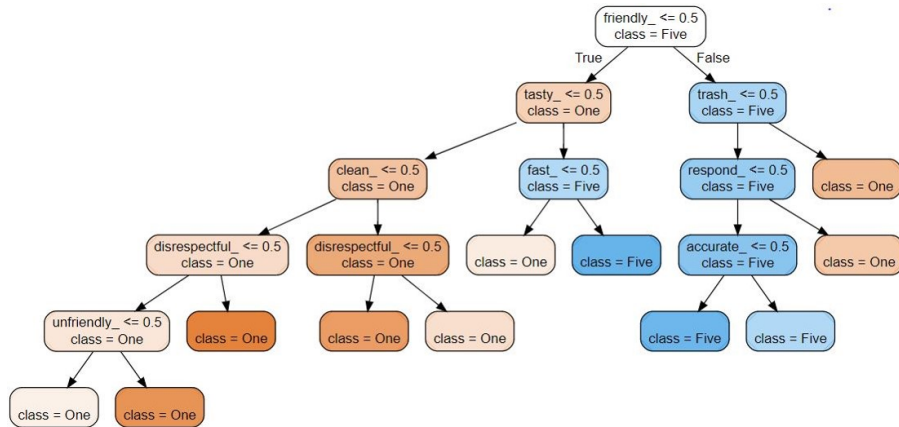 friendly_ <= 0.5
class = Five
True
False
tasty_ <= 0.5
class = One
trash_ <= 0.5
class = Five
clean_ <= 0.5
class = One
fast_ <= 0.5
class = Five
respond_ <= 0.5
class = Five
class = One
disrespectful_ <= 0.5
class = One
disrespectful_ <= 0.5
class = One
class = One
class = Five
accurate_ <= 0.5
class = Five
class = One
unfriendly_ <= 0.5
class = One
class = One
class = One
class = One
class = Five
class = Five
class = One
class = One